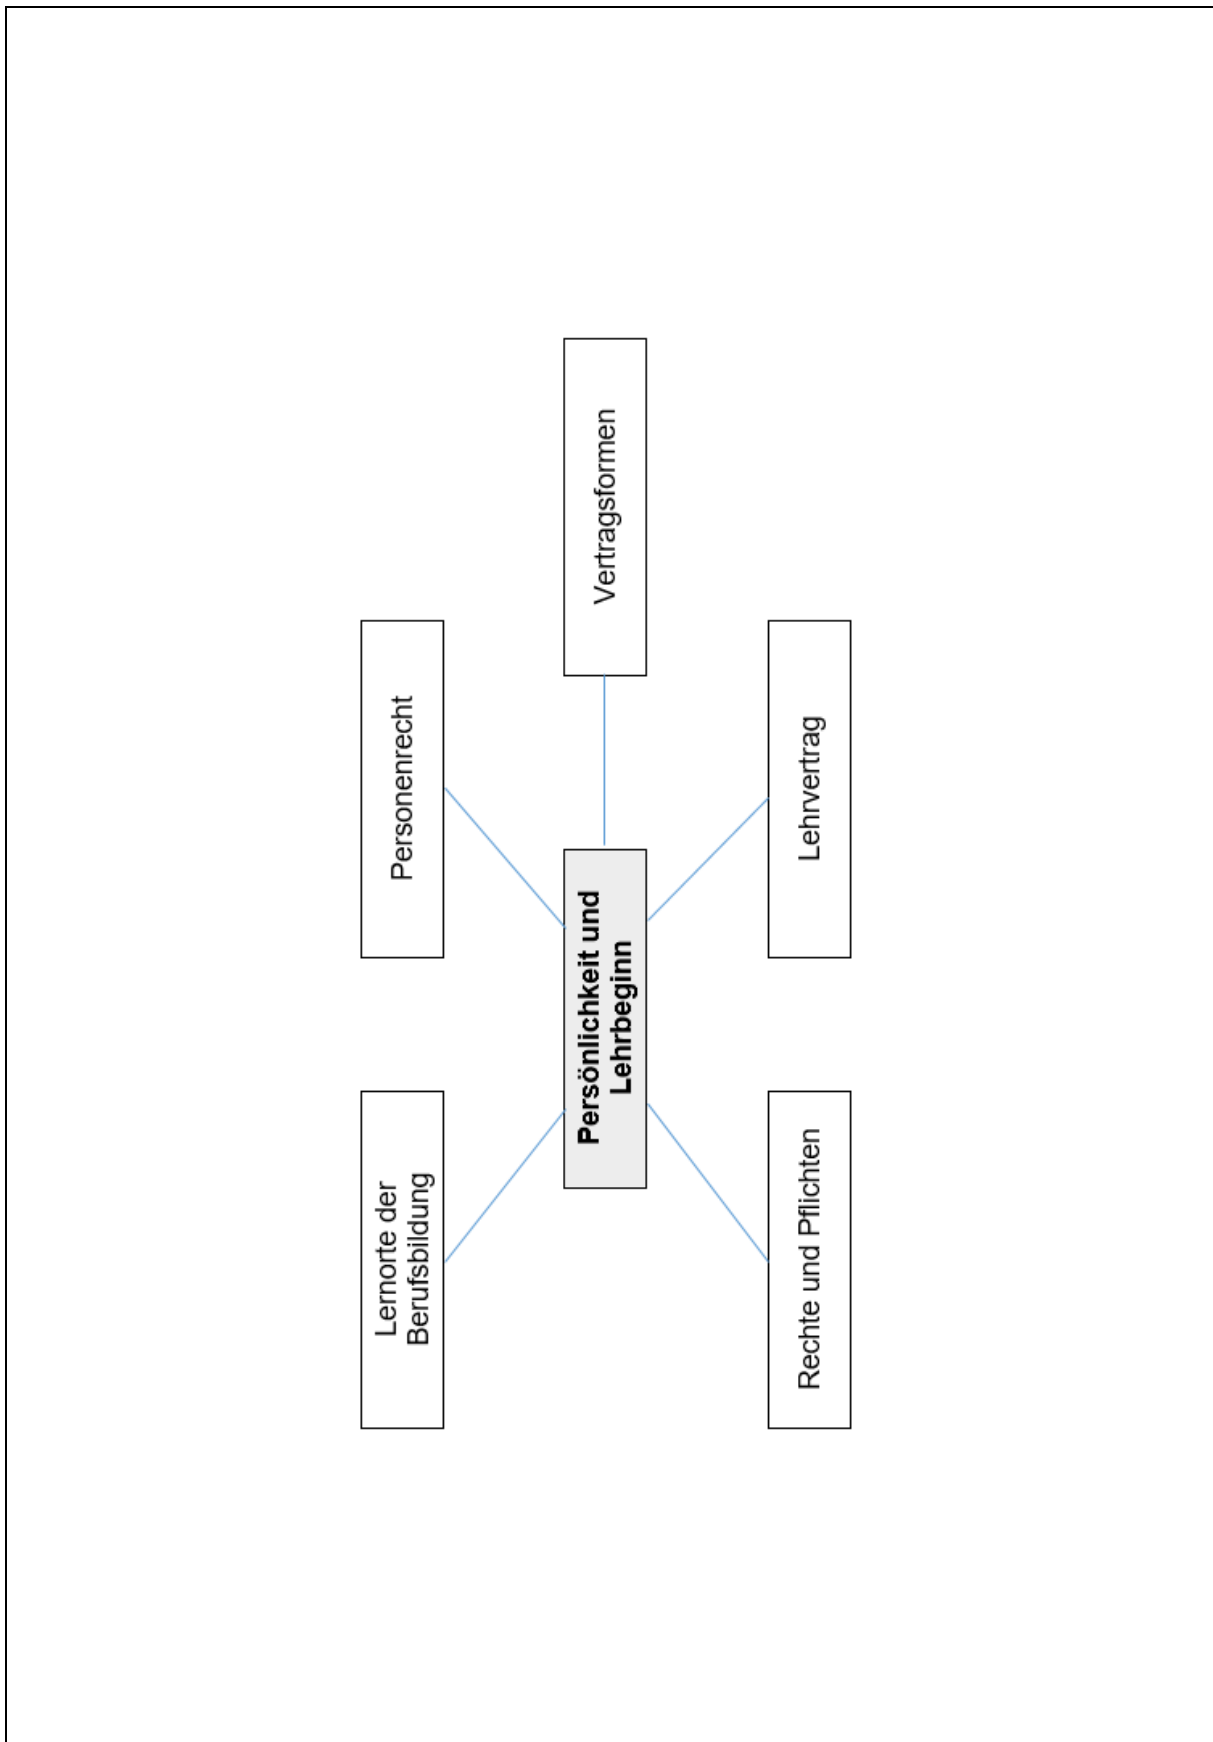 Lernorte der
Berufsbildung
Personenrecht
Persönlichkeit und
Lehrbeginn
Vertragsformen
Rechte und Pflichten
Lehrvertrag